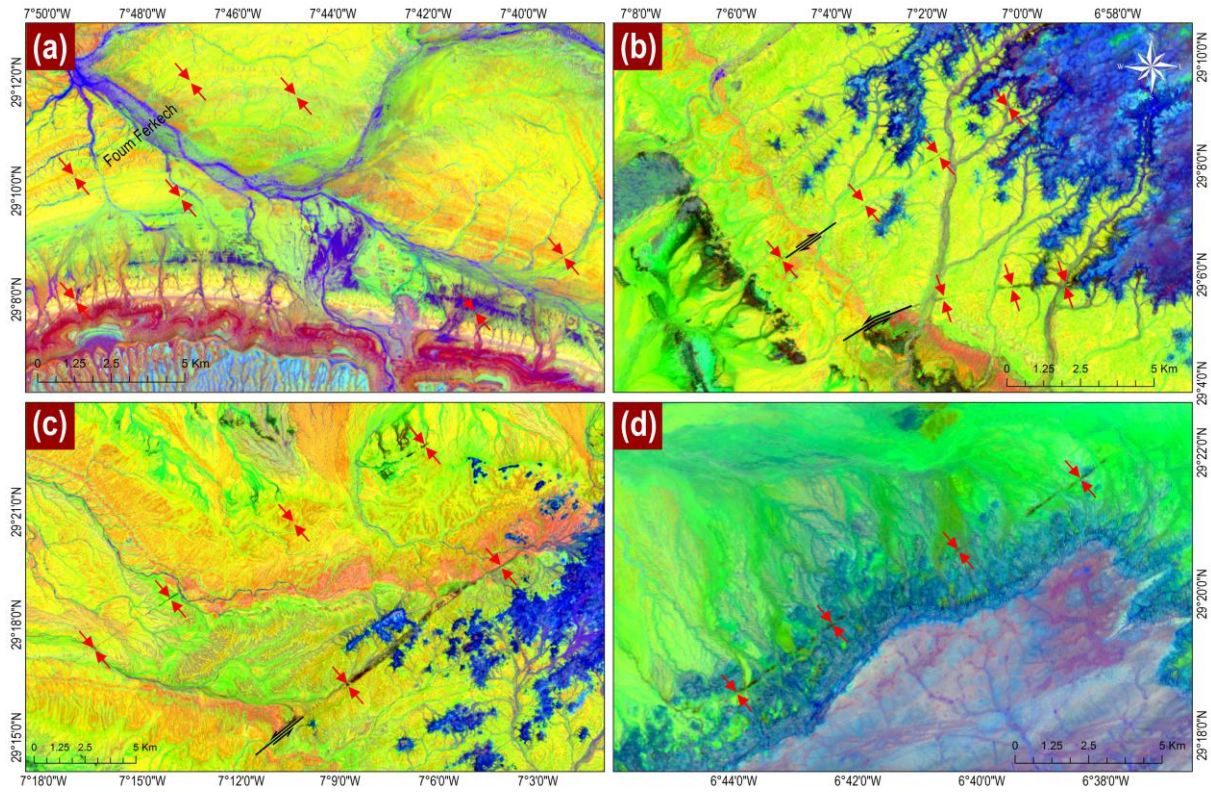 7°50'0"W 7°48'0"W 7°46'0"W 7°44'0"W 7°42'0"W 7°40'0"W
7°8'0"W 7°6'0"W 7°4'0"W 7°2'0"W 7°0'0"W 6°58'0"W
(a)
29°12'0"N
29°10'0"N
29°8'0"N
Foum Ferkech
0 1.25 2.5 5 Km
(b)
29°10'0"N
29°8'0"N
29°6'0"N
29°4'0"N
0 1.25 2.5 5 Km
(c)
29°21'0"N
29°18'0"N
29°15'0"N
0 1.25 2.5 5 Km
7°18'0"W 7°15'0"W 7°12'0"W 7°9'0"W 7°6'0"W 7°3'0"W
(d)
29°22'0"N
29°20'0"N
29°18'0"N
0 1.25 2.5 5 Km
6°44'0"W 6°42'0"W 6°40'0"W 6°38'0"W